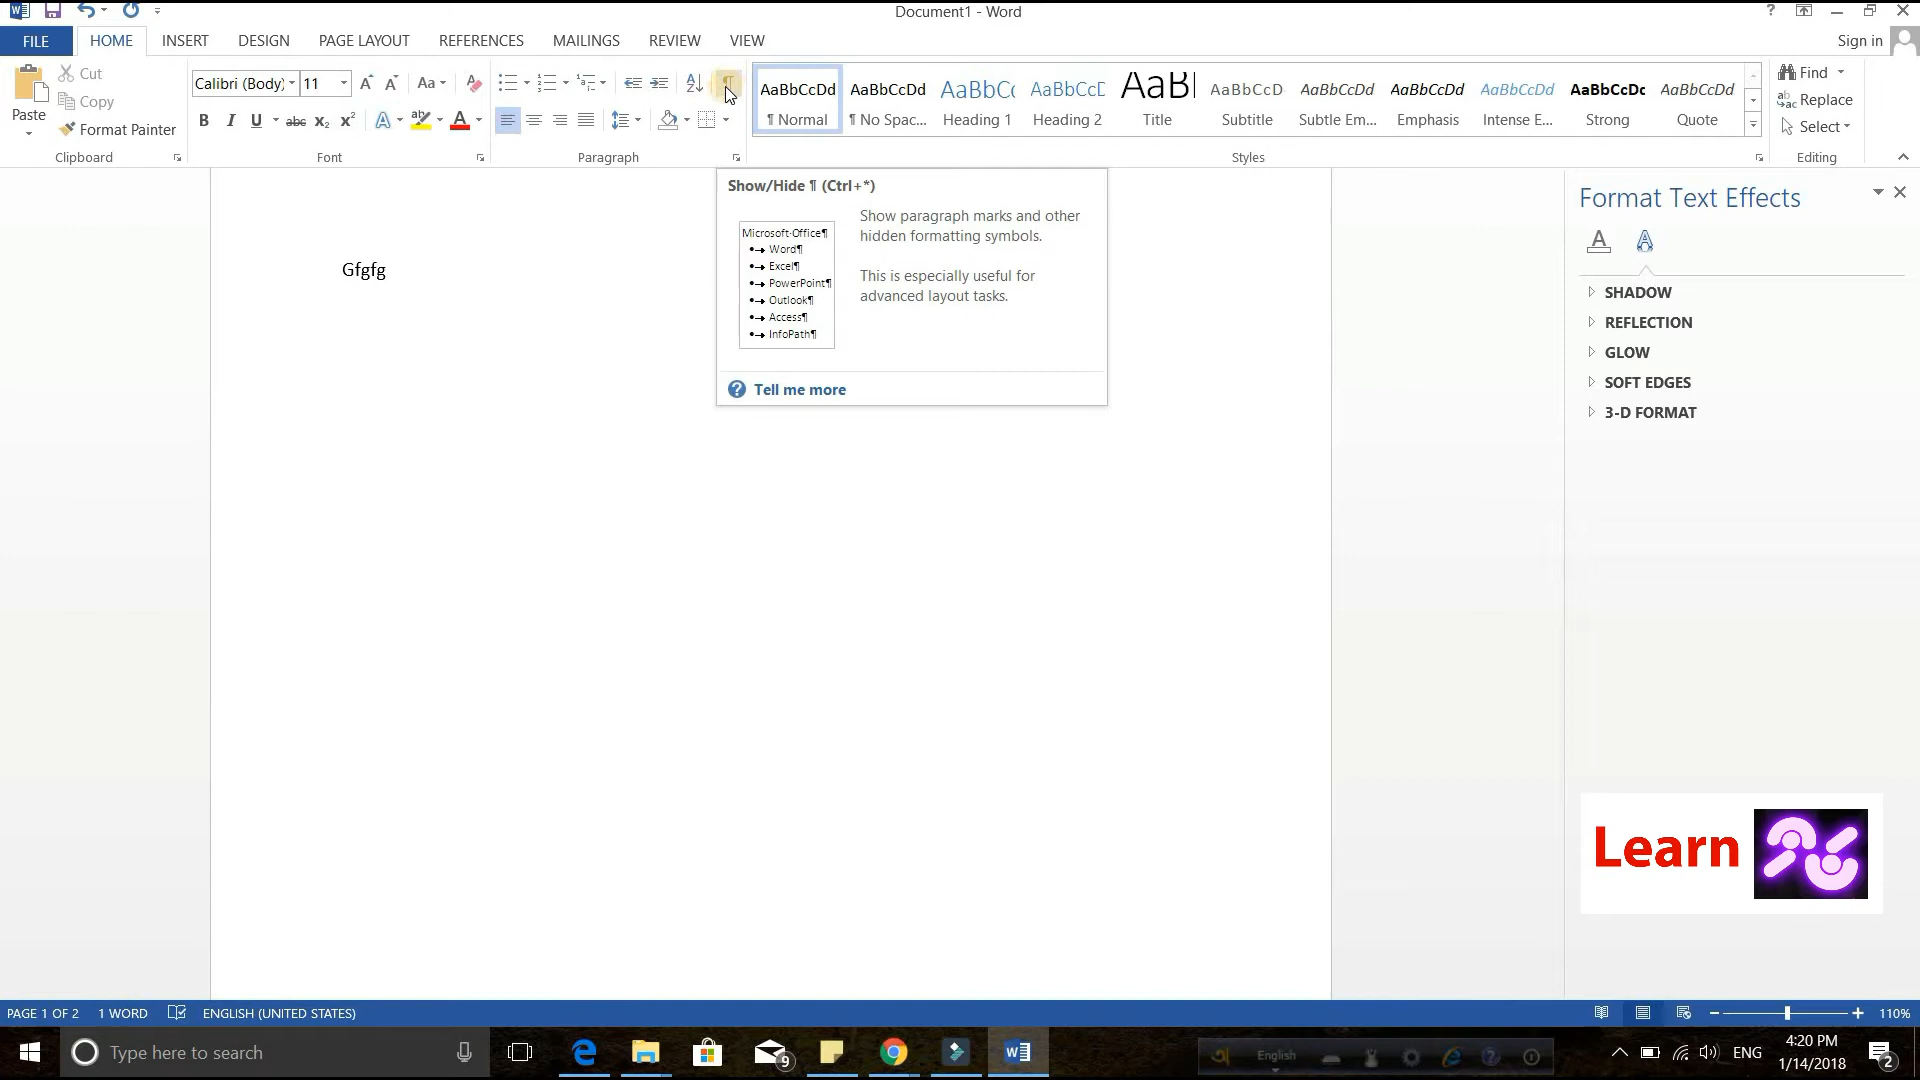 Document1 - Word
FILE HOME INSERT DESIGN PAGE LAYOUT REFERENCES MAILINGS REVIEW VIEW
Sign in
Paste
Cut
Copy
Format Painter
Clipboard
Calibri (Body) 11
Aa
B I U abc x₂ x² A ab A
Font
Paragraph
AaBbCcDd AaBbCcDd AaBbC AaBbCc AaB AaBbCcD AaBbCcDd AaBbCcDd AaBbCcDd AaBbCcDc AaBbCcDd
¶ Normal ¶ No Spac... Heading 1 Heading 2 Title Subtitle Subtle Em... Emphasis Intense E... Strong Quote
Styles
Find
Replace
Select
Editing
Show/Hide ¶ (Ctrl+*)
Microsoft·Office¶
Word¶
Excel¶
PowerPoint¶
Outlook¶
Access¶
InfoPath¶
Show paragraph marks and other
hidden formatting symbols.
This is especially useful for
advanced layout tasks.
Tell me more
Gfgfg
Format Text Effects
SHADOW
REFLECTION
GLOW
SOFT EDGES
3-D FORMAT
Learn
PAGE 1 OF 2 1 WORD ENGLISH (UNITED STATES) 110%
Type here to search
9
English
ENG
4:20 PM
1/14/2018
2